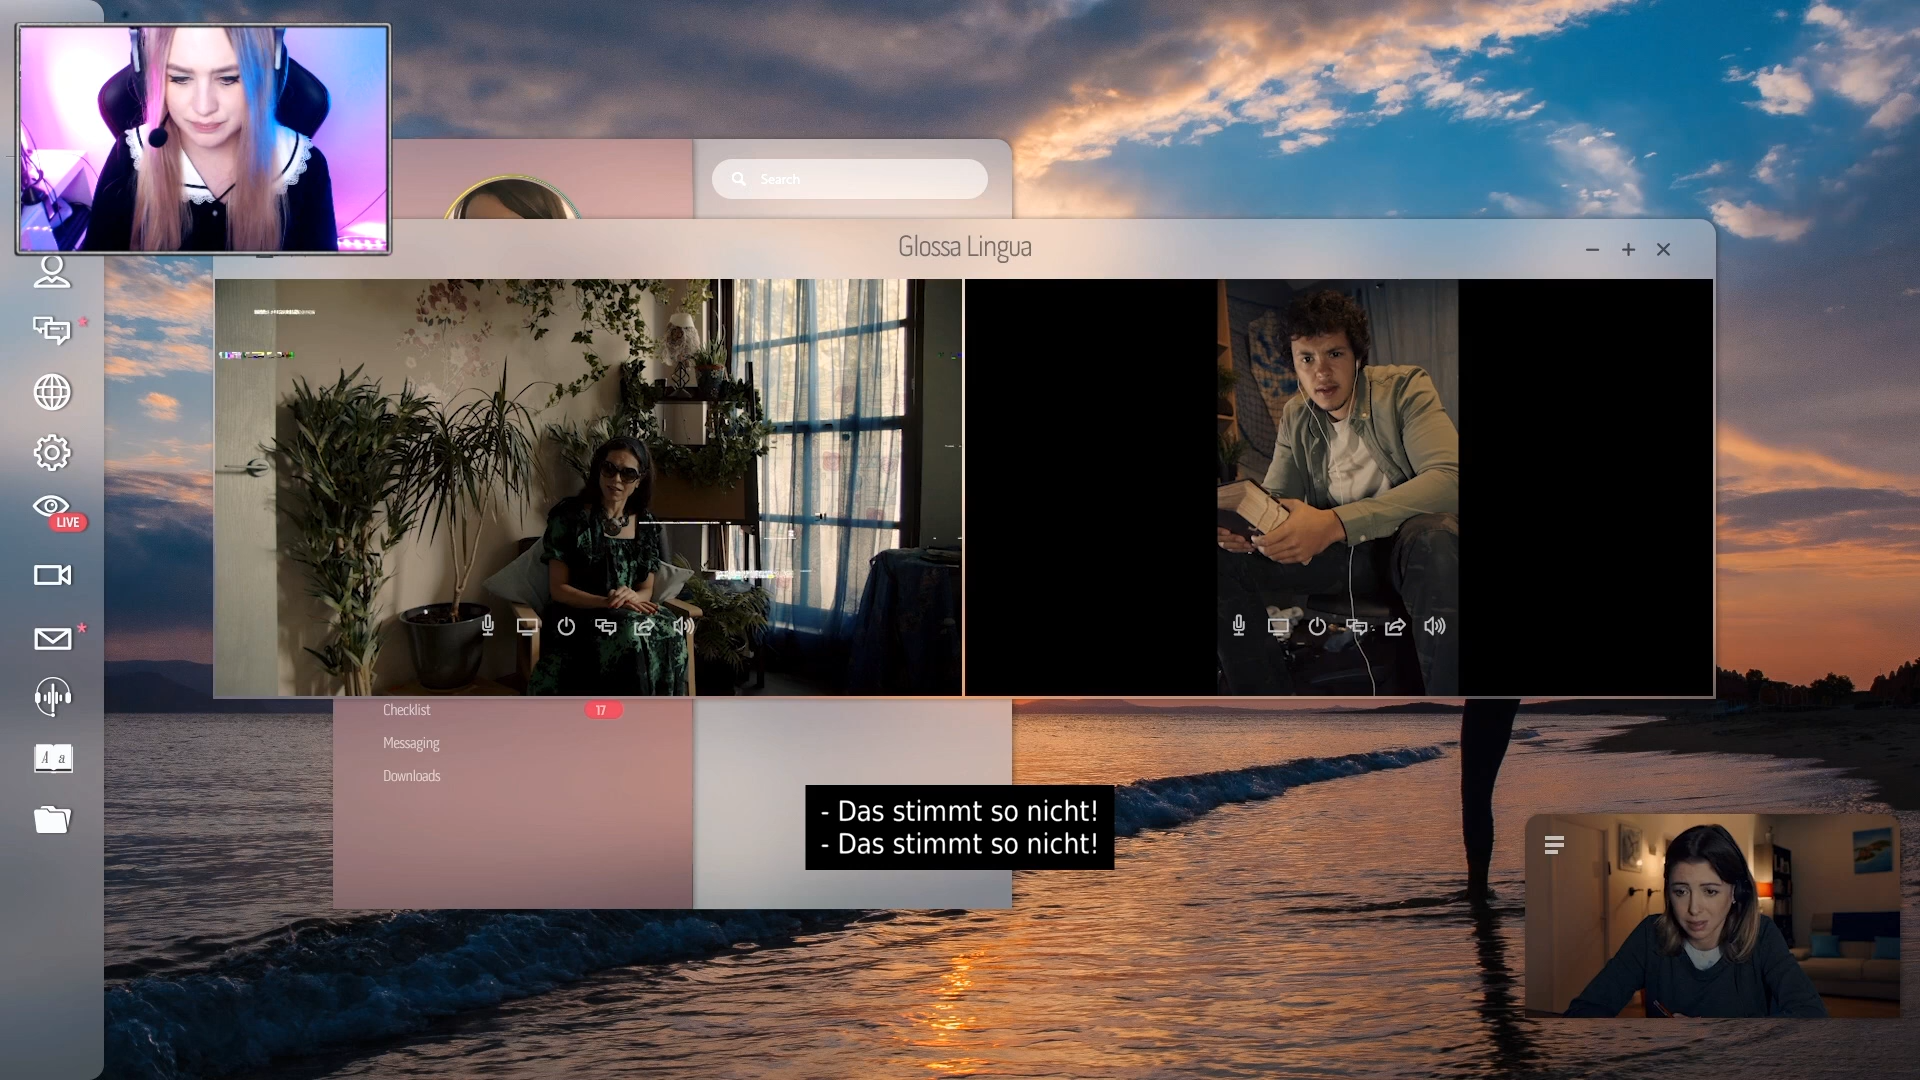 Search
Glossa Lingua
LIVE
A a
Checklist
17
Messaging
Downloads
- Das stimmt so nicht!
- Das stimmt so nicht!